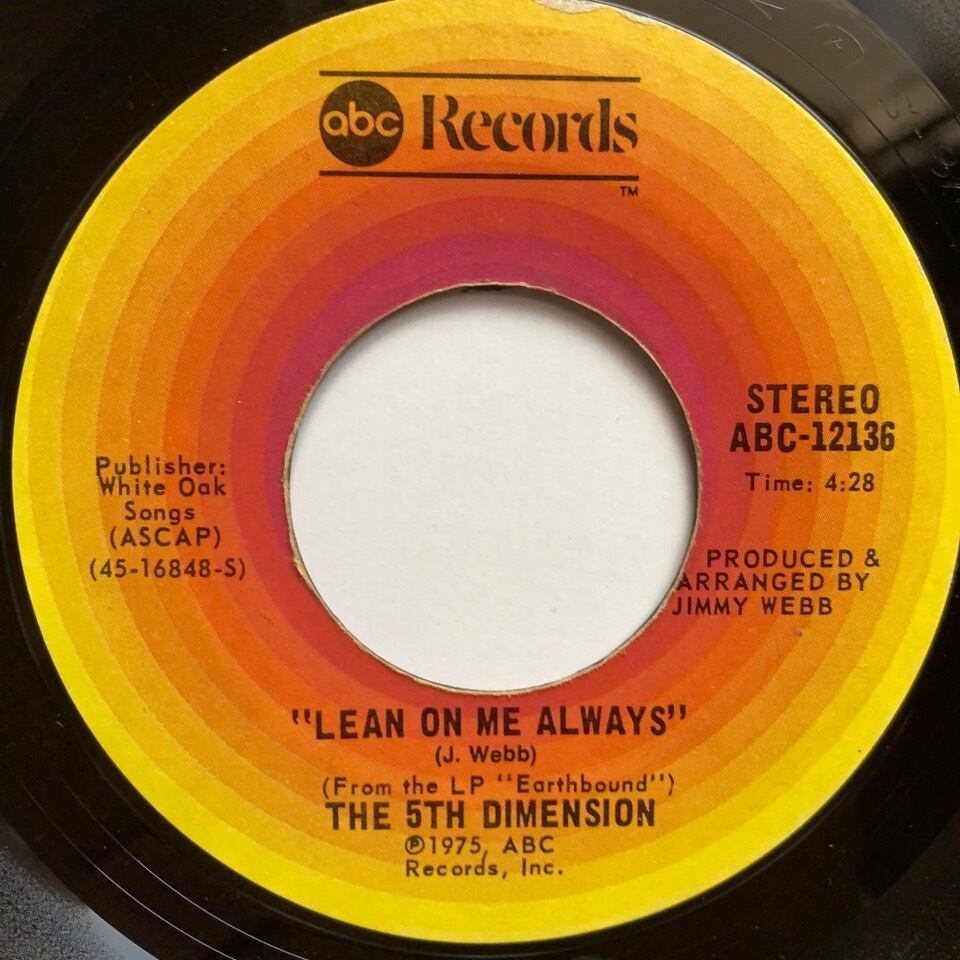 abc Records
TM
STEREO
ABC-12136
Time: 4:28
Publisher:
White Oak
Songs
(ASCAP)
(45-16848-S)
PRODUCED &
ARRANGED BY
JIMMY WEBB
"LEAN ON ME ALWAYS"
(J. Webb)
(From the LP "Earthbound")
THE 5TH DIMENSION
℗1975, ABC
Records, Inc.